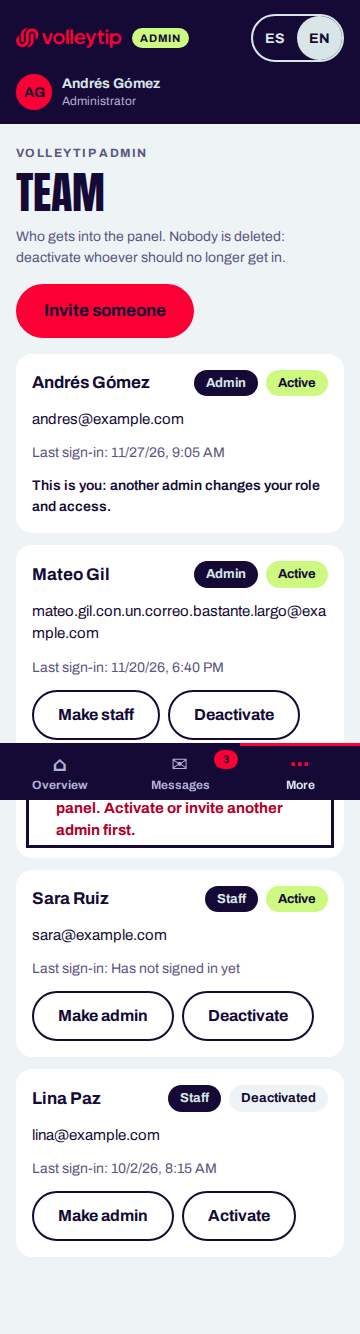 volleytip ADMIN ES EN
AG Andrés Gómez
Administrator
VOLLEYTIP ADMIN
TEAM
Who gets into the panel. Nobody is deleted:
deactivate whoever should no longer get in.
Invite someone
Andrés Gómez Admin Active
andres@example.com
Last sign-in: 11/27/26, 9:05 AM
This is you: another admin changes your role
and access.
Mateo Gil Admin Active
mateo.gil.con.un.correo.bastante.largo@exa
mple.com
Last sign-in: 11/20/26, 6:40 PM
Make staff Deactivate
3
Overview Messages More
panel. Activate or invite another
admin first.
Sara Ruiz Staff Active
sara@example.com
Last sign-in: Has not signed in yet
Make admin Deactivate
Lina Paz Staff Deactivated
lina@example.com
Last sign-in: 10/2/26, 8:15 AM
Make admin Activate